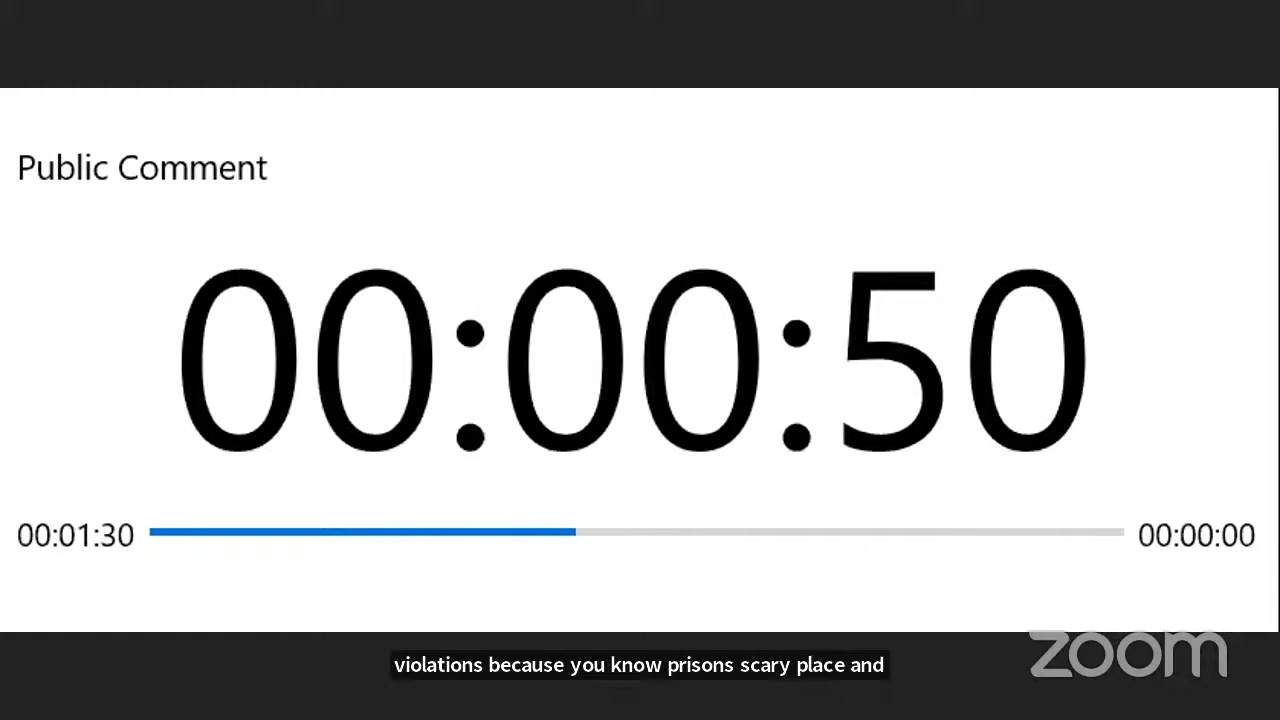 Public Comment
00:00:50
00:01:30 00:00:00
violations because you know prisons scary place and
zoom